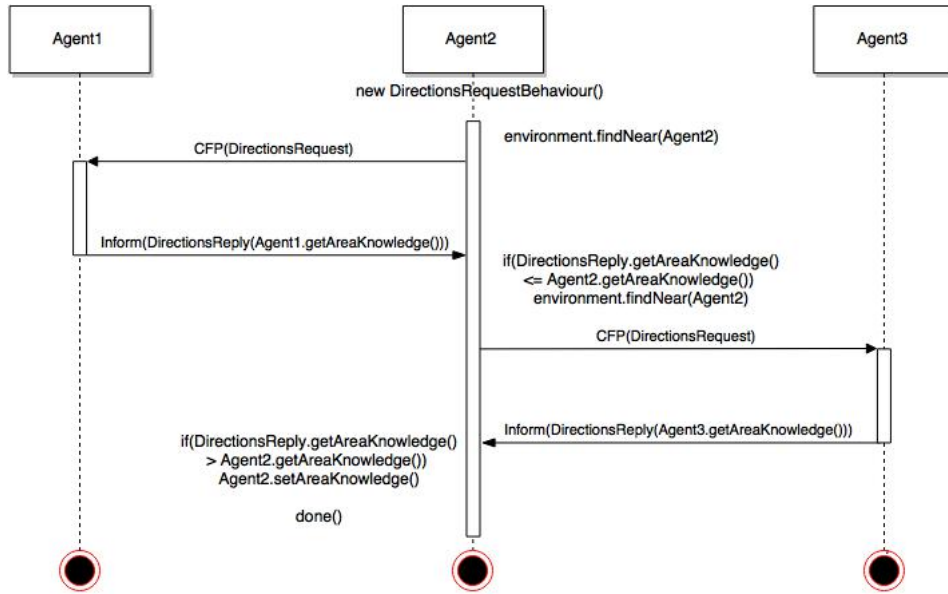 Agent1
Agent2
Agent3
new DirectionsRequestBehaviour()
environment.findNear(Agent2)
CFP(DirectionsRequest)
Inform(DirectionsReply(Agent1.getAreaKnowledge()))
if(DirectionsReply.getAreaKnowledge()
<= Agent2.getAreaKnowledge())
environment.findNear(Agent2)
CFP(DirectionsRequest)
Inform(DirectionsReply(Agent3.getAreaKnowledge()))
if(DirectionsReply.getAreaKnowledge()
> Agent2.getAreaKnowledge())
Agent2.setAreaKnowledge()
done()